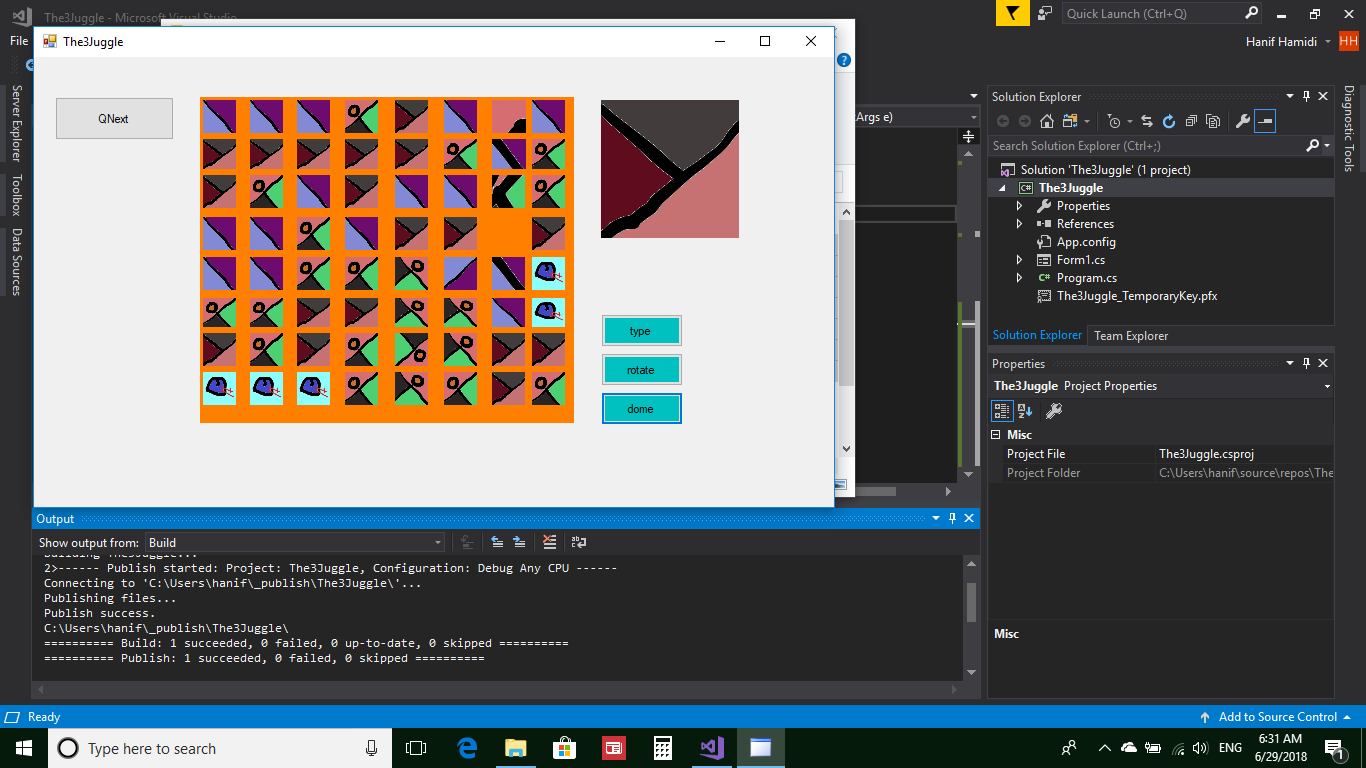 The3Juggle - Microsoft Visual Studio
Quick Launch (Ctrl+Q)
File
Hanif Hamidi
HH
The3Juggle
QNext
type
rotate
dome
Args e)
Server Explorer
Toolbox
Data Sources
Diagnostic Tools
Solution Explorer
Search Solution Explorer (Ctrl+;)
Solution 'The3Juggle' (1 project)
The3Juggle
Properties
References
App.config
Form1.cs
Program.cs
The3Juggle_TemporaryKey.pfx
Solution Explorer Team Explorer
Properties
The3Juggle Project Properties
Misc
Project File The3Juggle.csproj
Project Folder C:\Users\hanif\source\repos\The
Misc
Output
Show output from: Build
Building The3Juggle...
2>------ Publish started: Project: The3Juggle, Configuration: Debug Any CPU ------
Connecting to 'C:\Users\hanif\_publish\The3Juggle\'...
Publishing files...
Publish success.
C:\Users\hanif\_publish\The3Juggle\
========== Build: 1 succeeded, 0 failed, 0 up-to-date, 0 skipped ==========
========== Publish: 1 succeeded, 0 failed, 0 skipped ==========
Ready
Add to Source Control
Type here to search
ENG
6:31 AM
6/29/2018
1